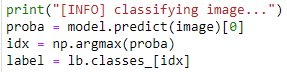 print("[INFO] classifying image...")
proba = model.predict(image)[0]
idx = np.argmax(proba)
label = lb.classes_[idx]